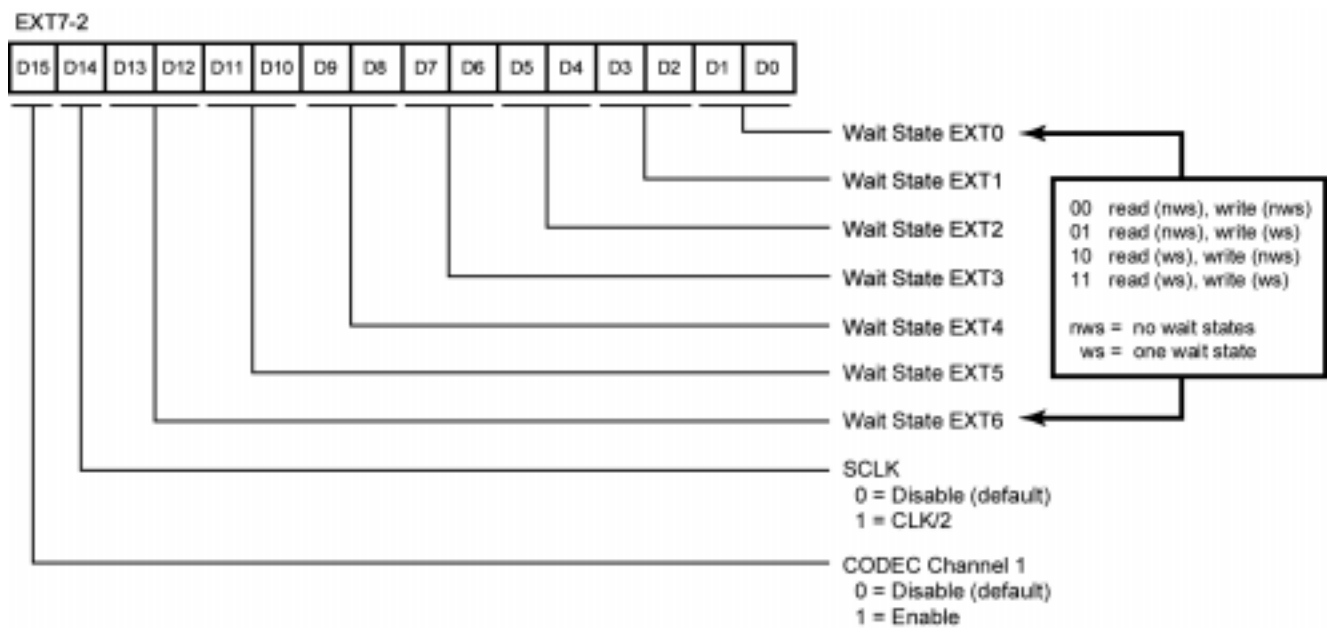 EXT7-2
D15 D14 D13 D12 D11 D10 D9 D8 D7 D6 D5 D4 D3 D2 D1 D0
Wait State EXT0
Wait State EXT1
Wait State EXT2
Wait State EXT3
Wait State EXT4
Wait State EXT5
Wait State EXT6
SCLK
0 = Disable (default)
1 = CLK/2
CODEC Channel 1
0 = Disable (default)
1 = Enable
00 read (nws), write (nws)
01 read (nws), write (ws)
10 read (ws), write (nws)
11 read (ws), write (ws)
nws = no wait states
ws = one wait state